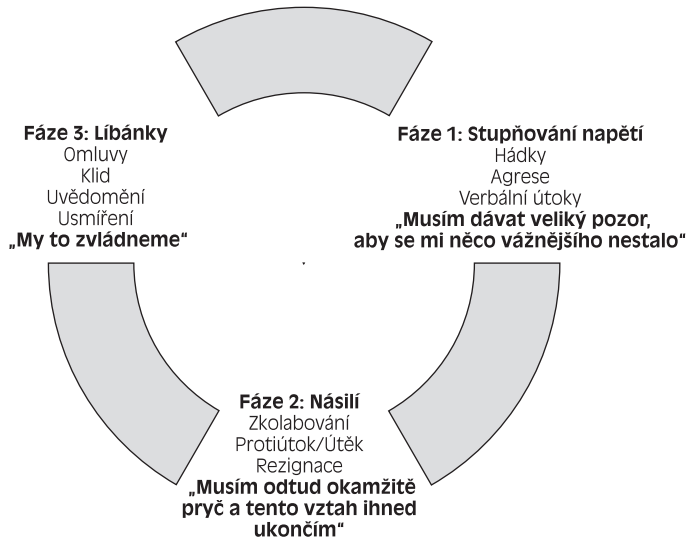 Fáze 3: Líbánky
Omluvy
Klid
Uvědomění
Usmíření
„My to zvládneme“
Fáze 1: Stupňování napětí
Hádky
Agrese
Verbální útoky
„Musím dávat veliký pozor,
aby se mi něco vážnějšího nestalo“
Fáze 2: Násilí
Zkolabování
Protiútok/Útěk
Rezignace
„Musím odtud okamžitě
pryč a tento vztah ihned
ukončím“